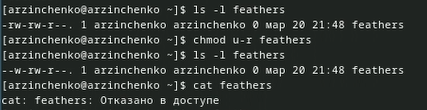 [arzinchenko@arzinchenko ~]$ ls -l feathers
-rw-rw-r--. 1 arzinchenko arzinchenko 0 мар 20 21:48 feathers
[arzinchenko@arzinchenko ~]$ chmod u-r feathers
[arzinchenko@arzinchenko ~]$ ls -l feathers
--w-rw-r--. 1 arzinchenko arzinchenko 0 мар 20 21:48 feathers
[arzinchenko@arzinchenko ~]$ cat feathers
cat: feathers: Отказано в доступе